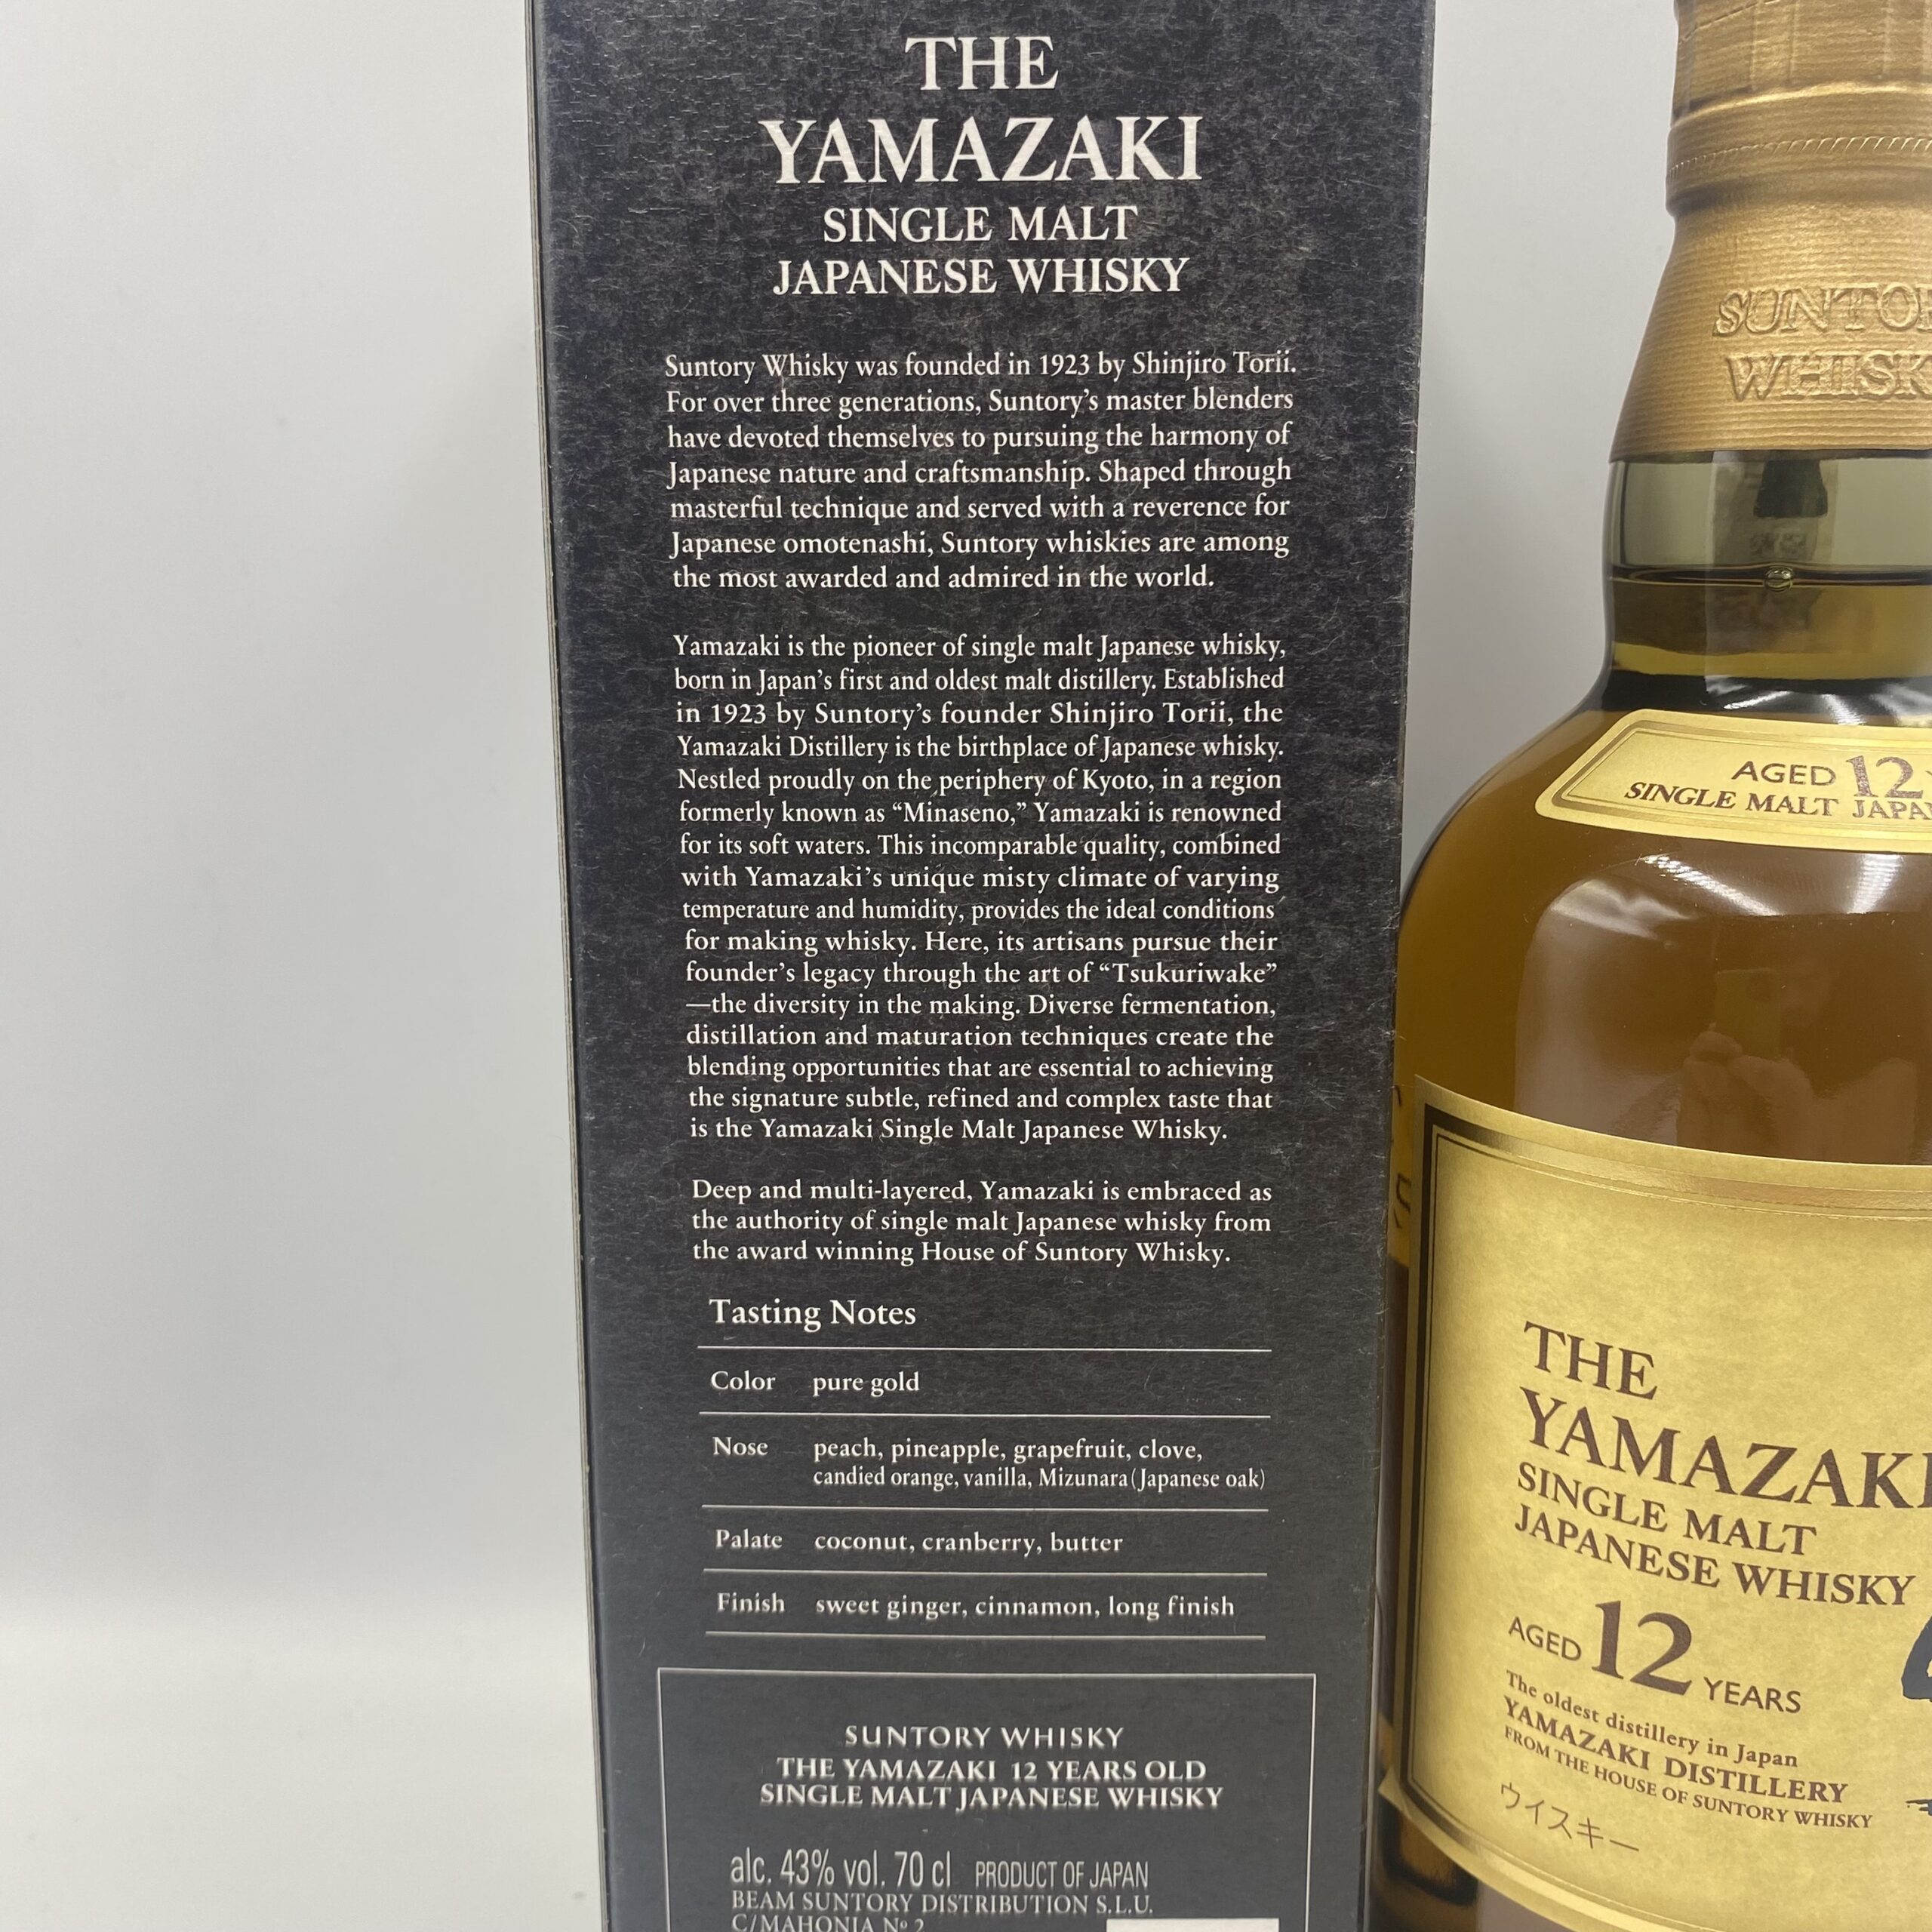 THE
YAMAZAKI
SINGLE MALT
JAPANESE WHISKY
Suntory Whisky was founded in 1923 by Shinjiro Torii.
For over three generations, Suntory's master blenders
have devoted themselves to pursuing the harmony of
Japanese nature and craftsmanship. Shaped through
masterful technique and served with a reverence for
Japanese omotenashi, Suntory whiskies are among
the most awarded and admired in the world.
Yamazaki is the pioneer of single malt Japanese whisky,
born in Japan's first and oldest malt distillery. Established
in 1923 by Suntory's founder Shinjiro Torii, the
Yamazaki Distillery is the birthplace of Japanese whisky.
Nestled proudly on the periphery of Kyoto, in a region
formerly known as “Minaseno,” Yamazaki is renowned
for its soft waters. This incomparable quality, combined
with Yamazaki's unique misty climate of varying
temperature and humidity, provides the ideal conditions
for making whisky. Here, its artisans pursue their
founder's legacy through the art of “Tsukuriwake”
—the diversity in the making. Diverse fermentation,
distillation and maturation techniques create the
blending opportunities that are essential to achieving
the signature subtle, refined and complex taste that
is the Yamazaki Single Malt Japanese Whisky.
Deep and multi-layered, Yamazaki is embraced as
the authority of single malt Japanese whisky from
the award winning House of Suntory Whisky.
Tasting Notes
Color pure gold
Nose peach, pineapple, grapefruit, clove,
candied orange, vanilla, Mizunara (Japanese oak)
Palate coconut, cranberry, butter
Finish sweet ginger, cinnamon, long finish
SUNTORY WHISKY
THE YAMAZAKI 12 YEARS OLD
SINGLE MALT JAPANESE WHISKY
alc. 43% vol. 70 cl PRODUCT OF JAPAN
BEAM SUNTORY DISTRIBUTION S.L.U.
C/MAHONIA Nº 2
SUNTO
WHISK
AGED 12
SINGLE MALT JAPA
THE
YAMAZAKI
SINGLE MALT
JAPANESE WHISKY
AGED 12 YEARS
The oldest distillery in Japan
YAMAZAKI DISTILLERY
FROM THE HOUSE OF SUNTORY WHISKY
ウイスキー